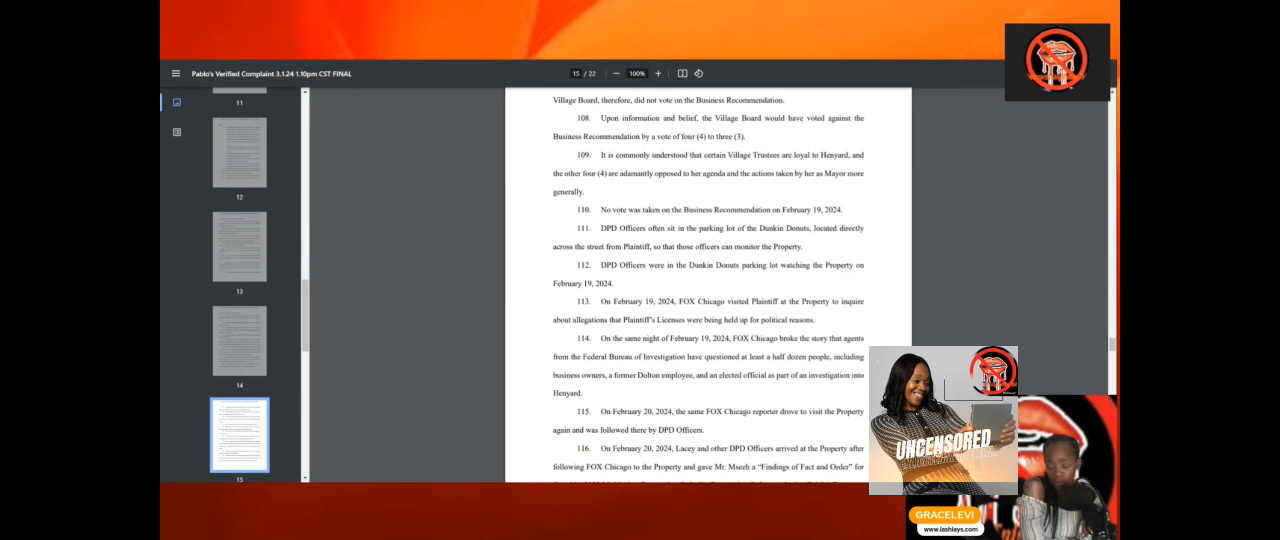 Pablo's Verified Complaint 3.1.24 1.10pm CST FINAL
15 / 22
100%
11
12
13
14
15
Village Board, therefore, did not vote on the Business Recommendation.
108. Upon information and belief, the Village Board would have voted against the
Business Recommendation by a vote of four (4) to three (3).
109. It is commonly understood that certain Village Trustees are loyal to Henyard, and
the other four (4) are adamantly opposed to her agenda and the actions taken by her as Mayor more
generally.
110. No vote was taken on the Business Recommendation on February 19, 2024.
111. DPD Officers often sit in the parking lot of the Dunkin Donuts, located directly
across the street from Plaintiff, so that those officers can monitor the Property.
112. DPD Officers were in the Dunkin Donuts parking lot watching the Property on
February 19, 2024.
113. On February 19, 2024, FOX Chicago visited Plaintiff at the Property to inquire
about allegations that Plaintiff's Licenses were being held up for political reasons.
114. On the same night of February 19, 2024, FOX Chicago broke the story that agents
from the Federal Bureau of Investigation have questioned at least a half dozen people, including
business owners, a former Dolton employee, and an elected official as part of an investigation into
Henyard.
115. On February 20, 2024, the same FOX Chicago reporter drove to visit the Property
again and was followed there by DPD Officers.
116. On February 20, 2024, Lacey and other DPD Officers arrived at the Property after
following FOX Chicago to the Property and gave Mr. Mseeh a “Findings of Fact and Order” for
UNCENSORED
GRACELEVI
www.lashlays.com